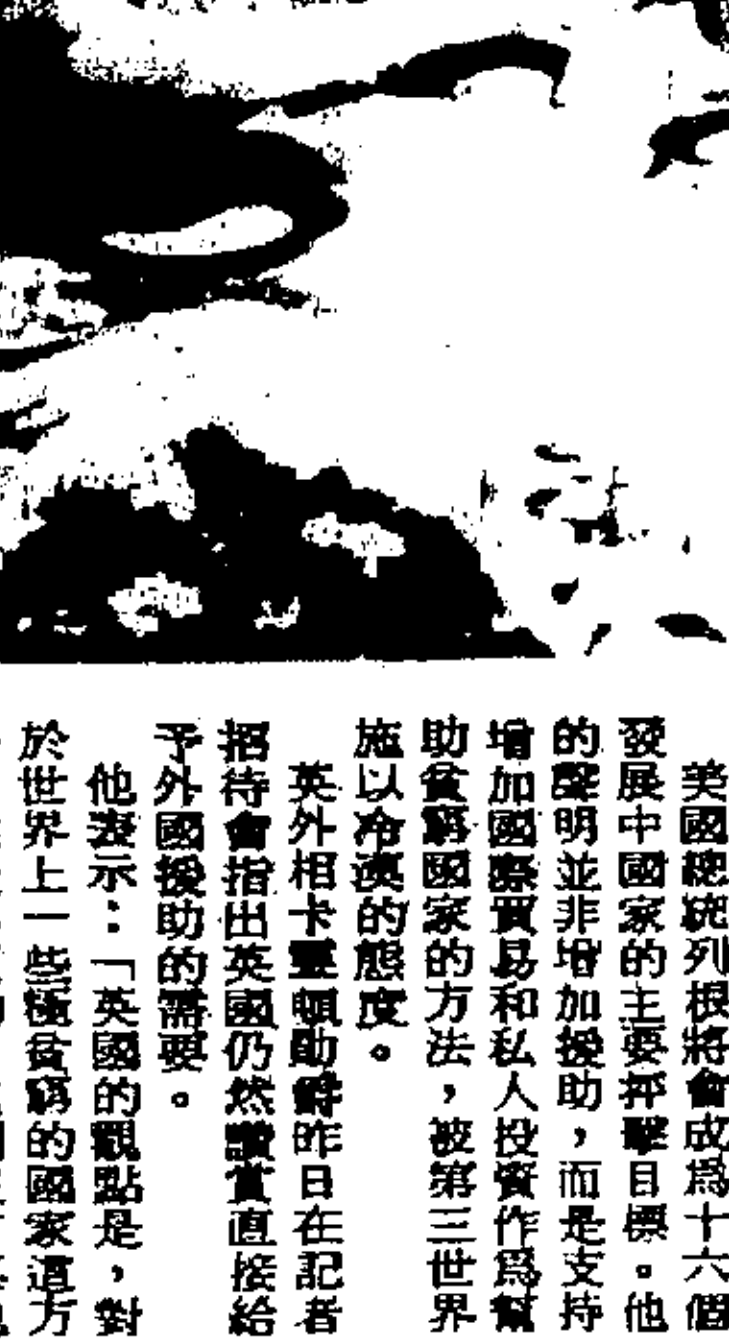 美國總統列根將會成爲十六個
發展中國家的主要抨擊目標。他
的聲明並非增加援助，而是支持
增加國際貿易和私人投資作爲幫
助貧窮國家的方法，被第三世界
施以冷漠的態度。
英外相卡靈頓勛爵昨日在記者
招待會指出英國仍然讚賞直接給
予外國援助的需要。
他表示：「英國的觀點是，對
於世界上一些極貧窮的國家這方